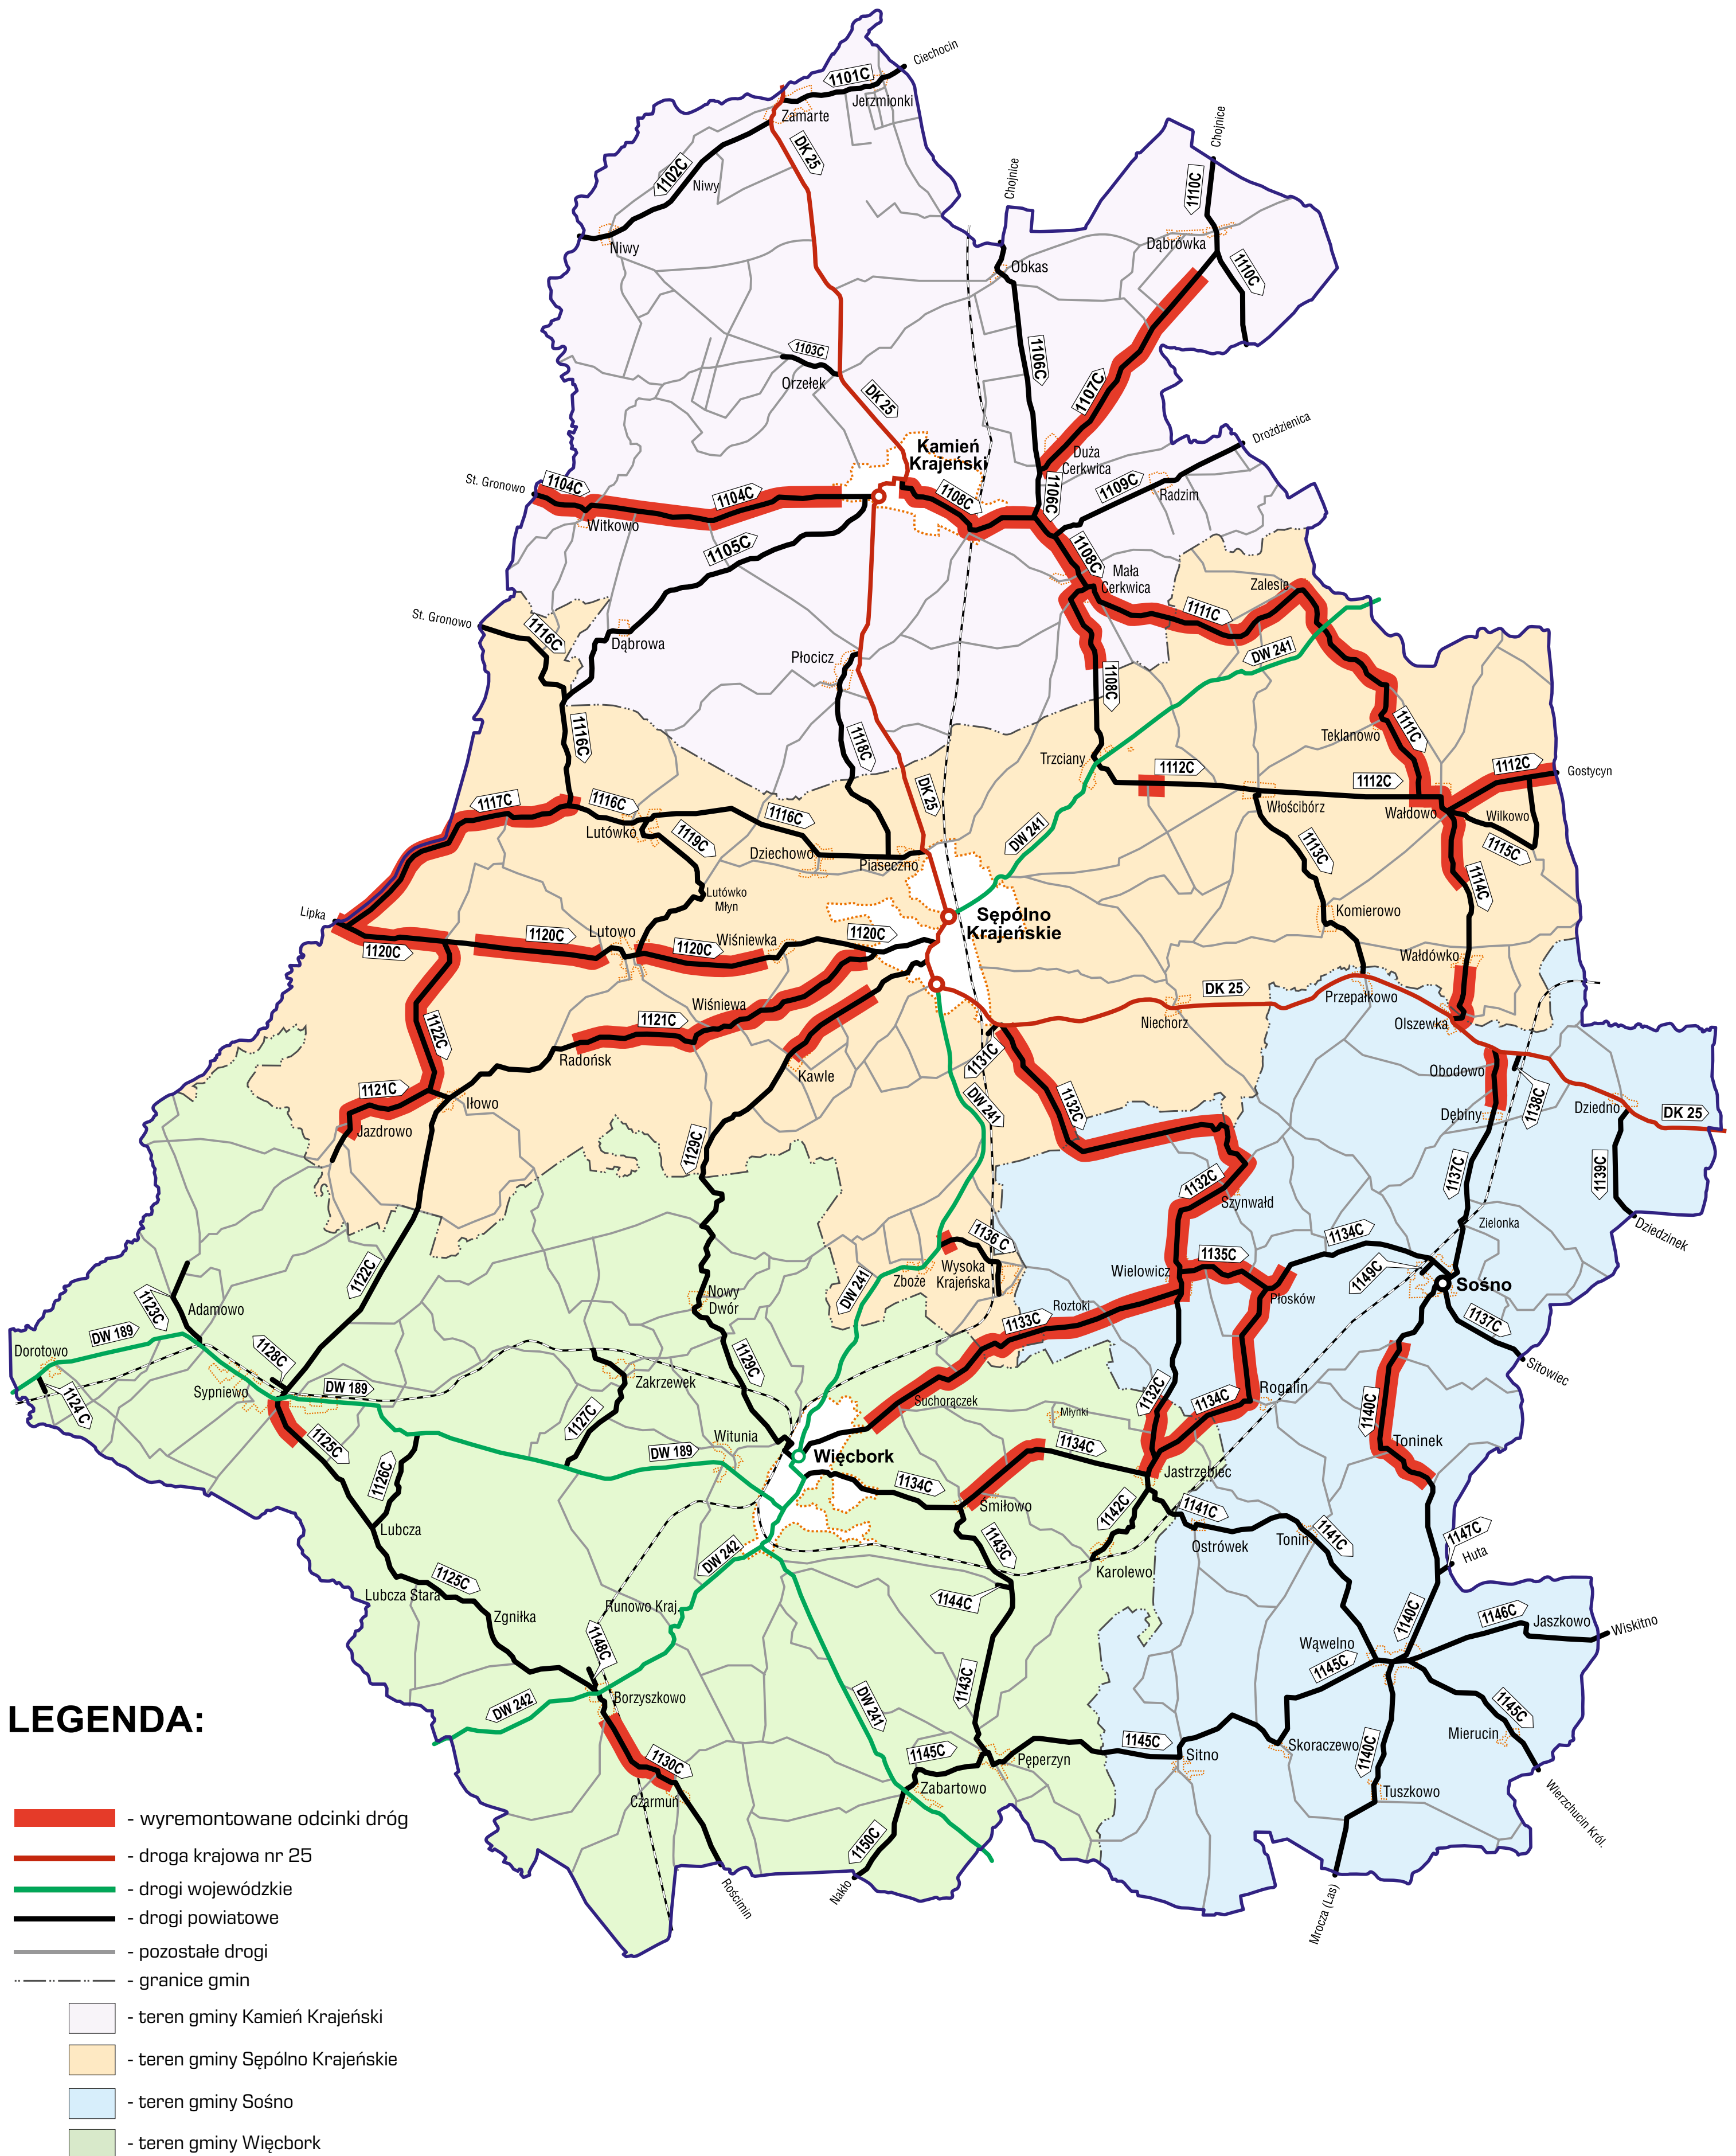 Ciechocin
1101C
Jerzmionki
Zamarte
DK 25
1102C
Niwy
Niwy
Chojnice
Chojnice
1110C
Dąbrówka
1110C
Obkas
1106C
1103C
Orzełek
DK 25
1107C
Kamień
Krajeński
Duża
Cerkwica
Drożdzienica
St. Gronowo
1104C
1104C
1108C
1106C
1109C
Radzim
Witkowo
1105C
1108C
Mała
Cerkwica
Zalesie
1111C
St. Gronowo
1116C
Dąbrowa
Płocicz
DW 241
1108C
1116C
1118C
Teklanowo
1111C
Trzciany
1112C
1112C
1112C
Gostycyn
DK 25
1117C
1116C
Lutówko
1116C
Włościbórz
Wałdowo
Wilkowo
1119C
Dziechowo
Piaseczno
DW 241
1113C
1115C
1114C
Lutówko
Młyn
Komierowo
Lipka
Sępólno
Krajeńskie
1120C
1120C
Lutowo
1120C
Wiśniewka
1120C
Wałdówko
Wiśniewa
DK 25
Przepałkowo
1122C
1121C
Niechorz
Olszewka
Radońsk
1131C
Kawle
Obodowo
1121C
Iłowo
DW 241
1132C
Dębiny
1138C
Dziedno
DK 25
Jazdrowo
1129C
1137C
1139C
1132C
Szynwałd
Zielonka
Dziedzinek
1136 C
1134C
1122C
Wysoka
Krajeńska
Zboże
1135C
Wielowicz
1149C
Sośno
1123C
Adamowo
Nowy
Dwór
DW 241
Roztoki
Płosków
1133C
1137C
DW 189
Dorotowo
1128C
1129C
Sitowiec
Sypniewo
1124 C
DW 189
Zakrzewek
Suchorączek
1132C
1134C
Rogalin
1127C
Młynki
1140C
1125C
Witunia
DW 189
Więcbork
1134C
Toninek
1126C
1134C
Jastrzębiec
Śmiłowo
1142C
1141C
Lubcza
1143C
Ostrówek
Tonin
1141C
1147C
Huta
DW 242
Karolewo
1125C
Lubcza Stara
1144C
Zgniłka
Runowo Kraj.
1140C
1146C
Jaszkowo
Wiskitno
1148C
Wąwelno
1145C
1143C
LEGENDA:
Borzyszkowo
DW 242
DW 241
1145C
Mierucin
1130C
1145C
Pęperzyn
1145C
Sitno
Skoraczewo
1140C
Czarmuń
Zabartowo
Tuszkowo
Wierzchucin Król.
- wyremontowane odcinki dróg
1150C
- droga krajowa nr 25
Nakło
Rościmin
- drogi wojewódzkie
Mrocza (Las)
- drogi powiatowe
- pozostałe drogi
- granice gmin
- teren gminy Kamień Krajeński
- teren gminy Sępólno Krajeńskie
- teren gminy Sośno
- teren gminy Więcbork